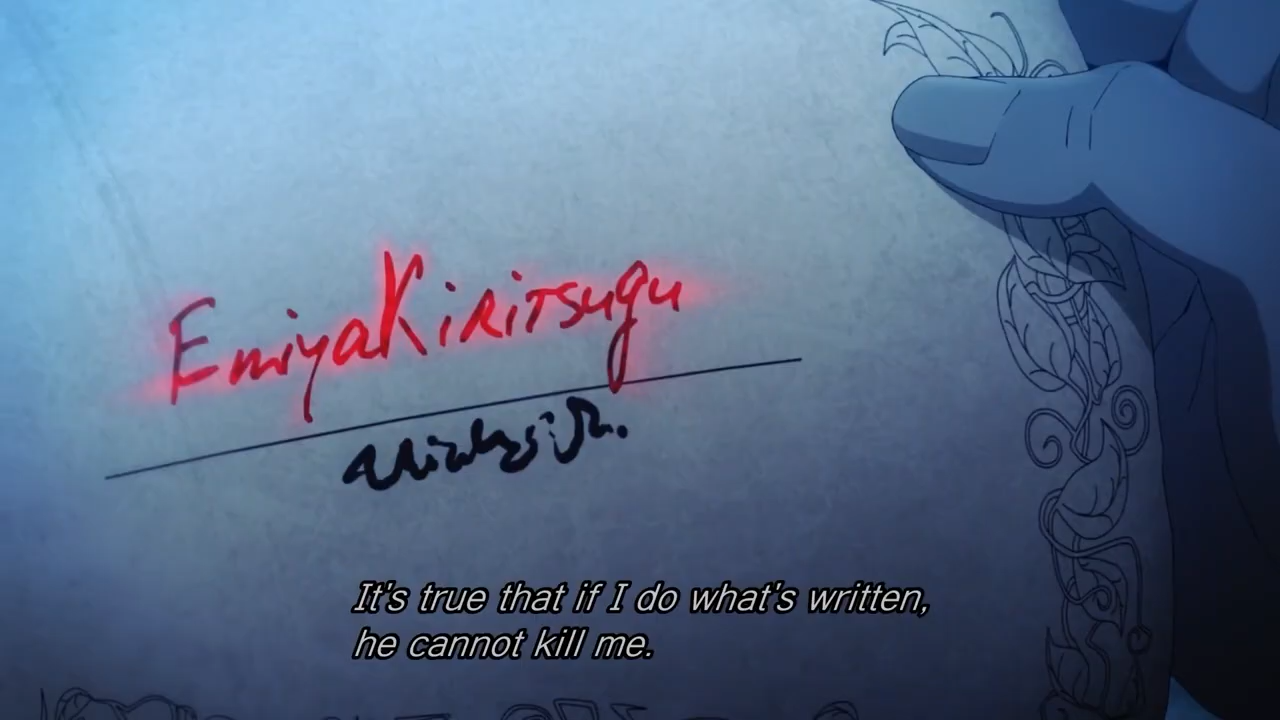 EmiyaKiritsugu
It's true that if I do what's written,
he cannot kill me.